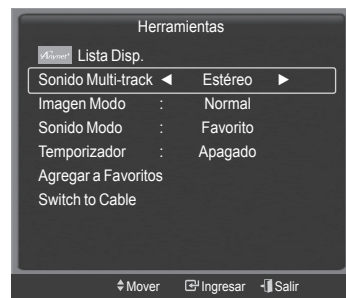 Herramientas
Anynet+ Lista Disp.
Sonido Multi-track ◄ Estéreo ►
Imagen Modo : Normal
Sonido Modo : Favorito
Temporizador : Apagado
Agregar a Favoritos
Switch to Cable
Mover Ingresar Salir